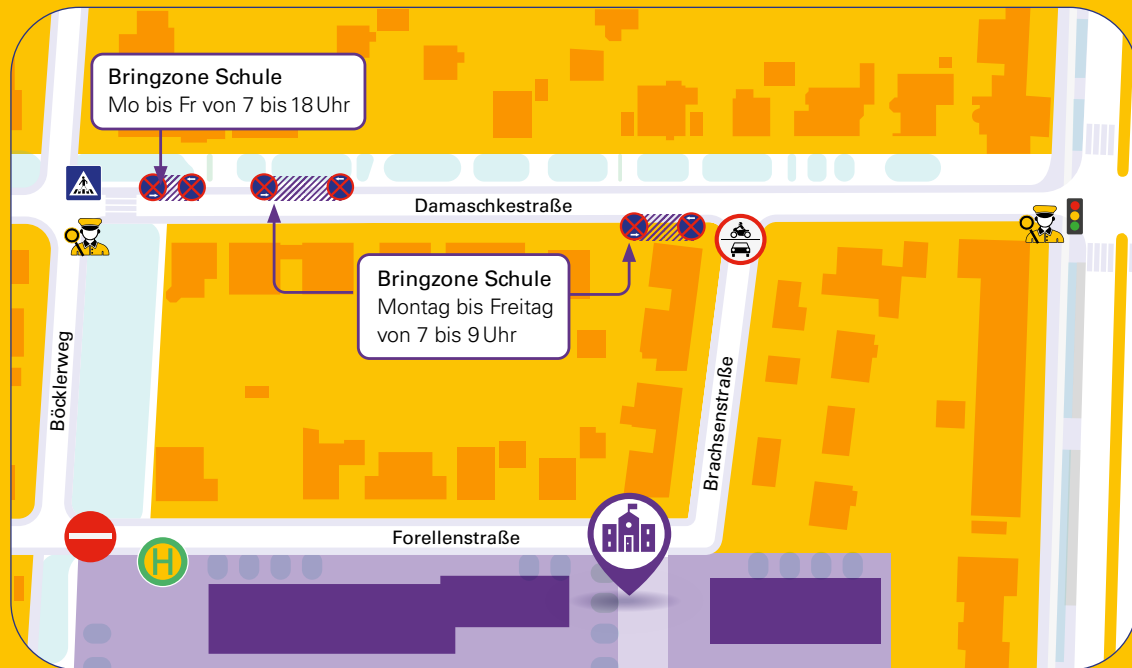 Bringzone Schule
Mo bis Fr von 7 bis 18 Uhr
Damaschkestraße
Bringzone Schule
Montag bis Freitag
von 7 bis 9 Uhr
Böcklerweg
Brachsenstraße
Forellenstraße
H